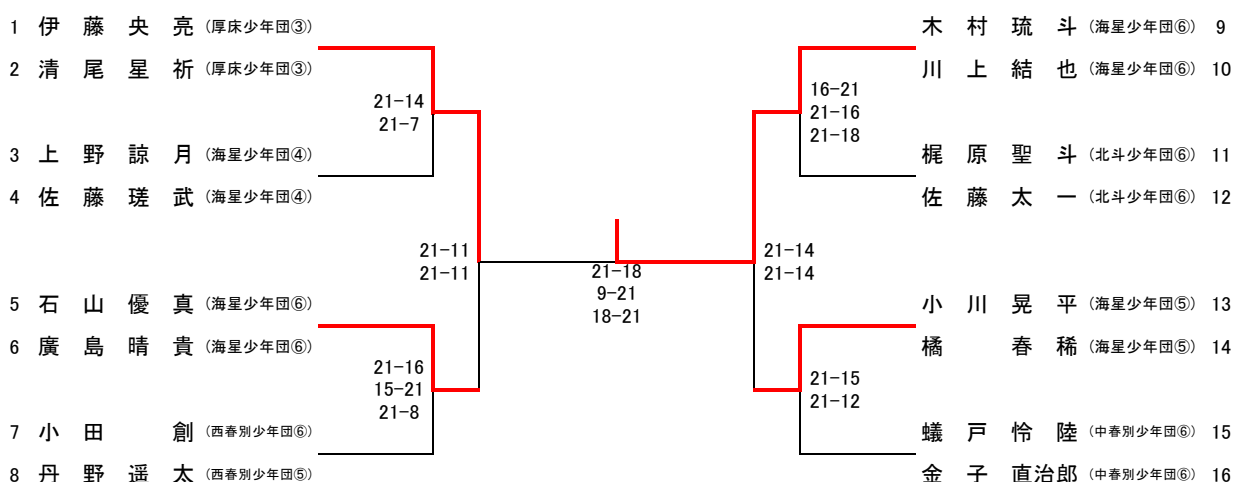 1 伊藤央亮 (厚床少年団③)
2 清尾星祈 (厚床少年団③)
21-14
21-7
3 上野諒月 (海星少年団④)
4 佐藤瑳武 (海星少年団④)
21-11
21-11
5 石山優真 (海星少年団⑥)
6 廣島晴貴 (海星少年団⑥)
21-16
15-21
21-8
7 小田創 (西春別少年団⑥)
8 丹野遥太 (西春別少年団⑤)
21-18
9-21
18-21
木村琉斗 (海星少年団⑥) 9
川上結也 (海星少年団⑥) 10
16-21
21-16
21-18
梶原聖斗 (北斗少年団⑥) 11
佐藤太一 (北斗少年団⑥) 12
21-14
21-14
小川晃平 (海星少年団⑤) 13
橘春稀 (海星少年団⑤) 14
21-15
21-12
蟻戸怜陸 (中春別少年団⑥) 15
金子直治郎 (中春別少年団⑥) 16